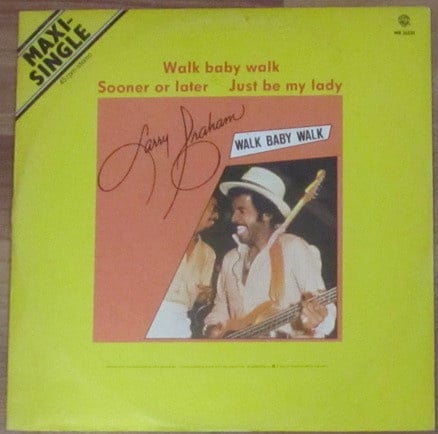 MAXI-
SINGLE
Walk baby walk
Sooner or later Just be my lady
Larry Graham
WALK BABY WALK